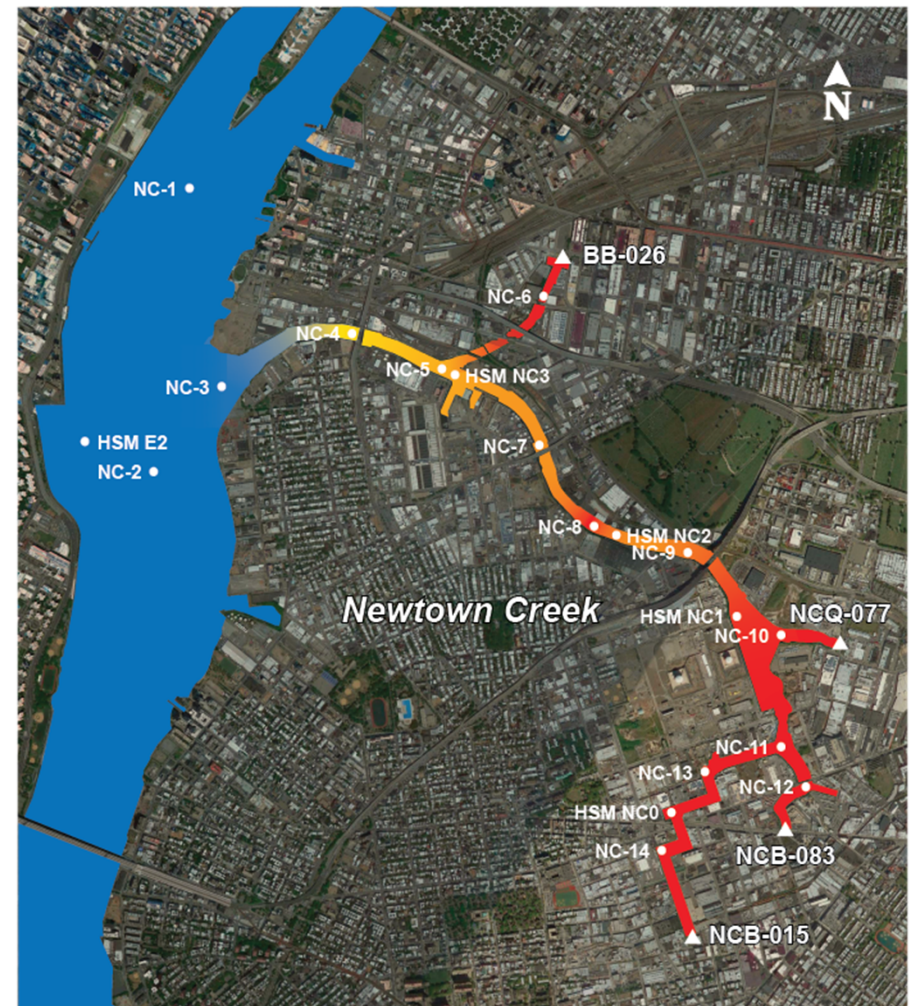 N
NC-1
BB-026
NC-6
NC-4
NC-5
HSM NC3
NC-3
HSM E2
NC-2
NC-7
NC-8
HSM NC2
NC-9
Newtown Creek
HSM NC1
NCQ-077
NC-10
NC-11
NC-13
NC-12
HSM NC0
NC-14
NCB-083
NCB-015